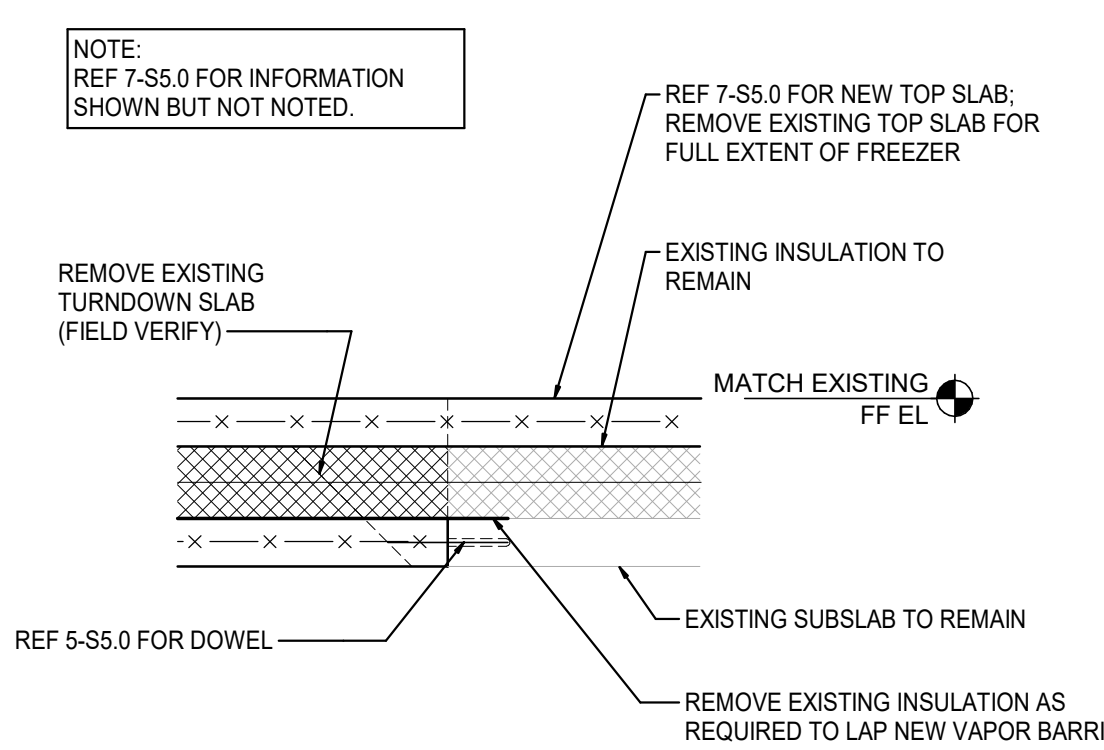 NOTE:
REF 7-S5.0 FOR INFORMATION
SHOWN BUT NOT NOTED.
REF 7-S5.0 FOR NEW TOP SLAB;
REMOVE EXISTING TOP SLAB FOR
FULL EXTENT OF FREEZER
EXISTING INSULATION TO
REMAIN
REMOVE EXISTING
TURNDOWN SLAB
(FIELD VERIFY)
MATCH EXISTING
FF EL
EXISTING SUBSLAB TO REMAIN
REF 5-S5.0 FOR DOWEL
REMOVE EXISTING INSULATION AS
REQUIRED TO LAP NEW VAPOR BARRI